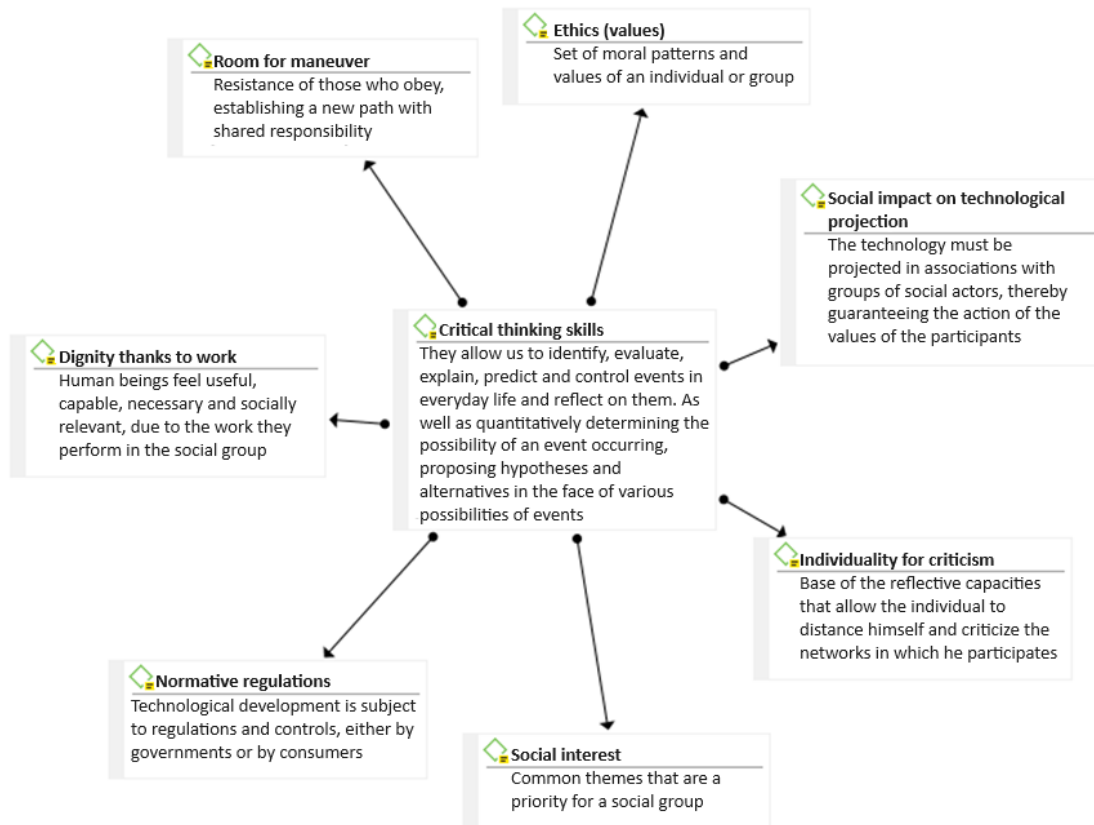 Ethics (values)
Set of moral patterns and
values of an individual or group
Room for maneuver
Resistance of those who obey,
establishing a new path with
shared responsibility
Social impact on technological
projection
The technology must be
projected in associations with
groups of social actors, thereby
guaranteeing the action of the
values of the participants
Critical thinking skills
They allow us to identify, evaluate,
explain, predict and control events in
everyday life and reflect on them. As
well as quantitatively determining the
possibility of an event occurring,
proposing hypotheses and
alternatives in the face of various
possibilities of events
Dignity thanks to work
Human beings feel useful,
capable, necessary and socially
relevant, due to the work they
perform in the social group
Individuality for criticism
Base of the reflective capacities
that allow the individual to
distance himself and criticize the
networks in which he participates
Normative regulations
Technological development is subject
to regulations and controls, either by
governments or by consumers
Social interest
Common themes that are a
priority for a social group